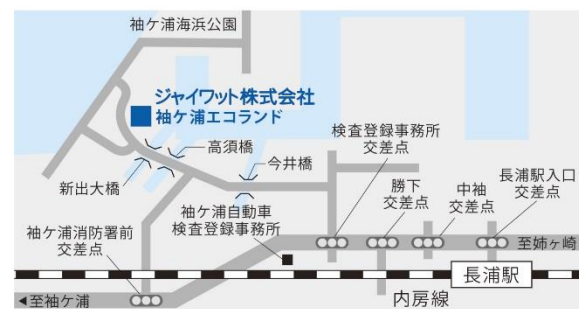 袖ケ浦海浜公園
ジャイワット株式会社
袖ケ浦エコランド
高須橋
今井橋
新出大橋
検査登録事務所
交差点
勝下
交差点
中袖
交差点
長浦駅入口
交差点
袖ケ浦自動車
検査登録事務所
袖ケ浦消防署前
交差点
至姉ヶ崎
長浦駅
◀至袖ケ浦
内房線